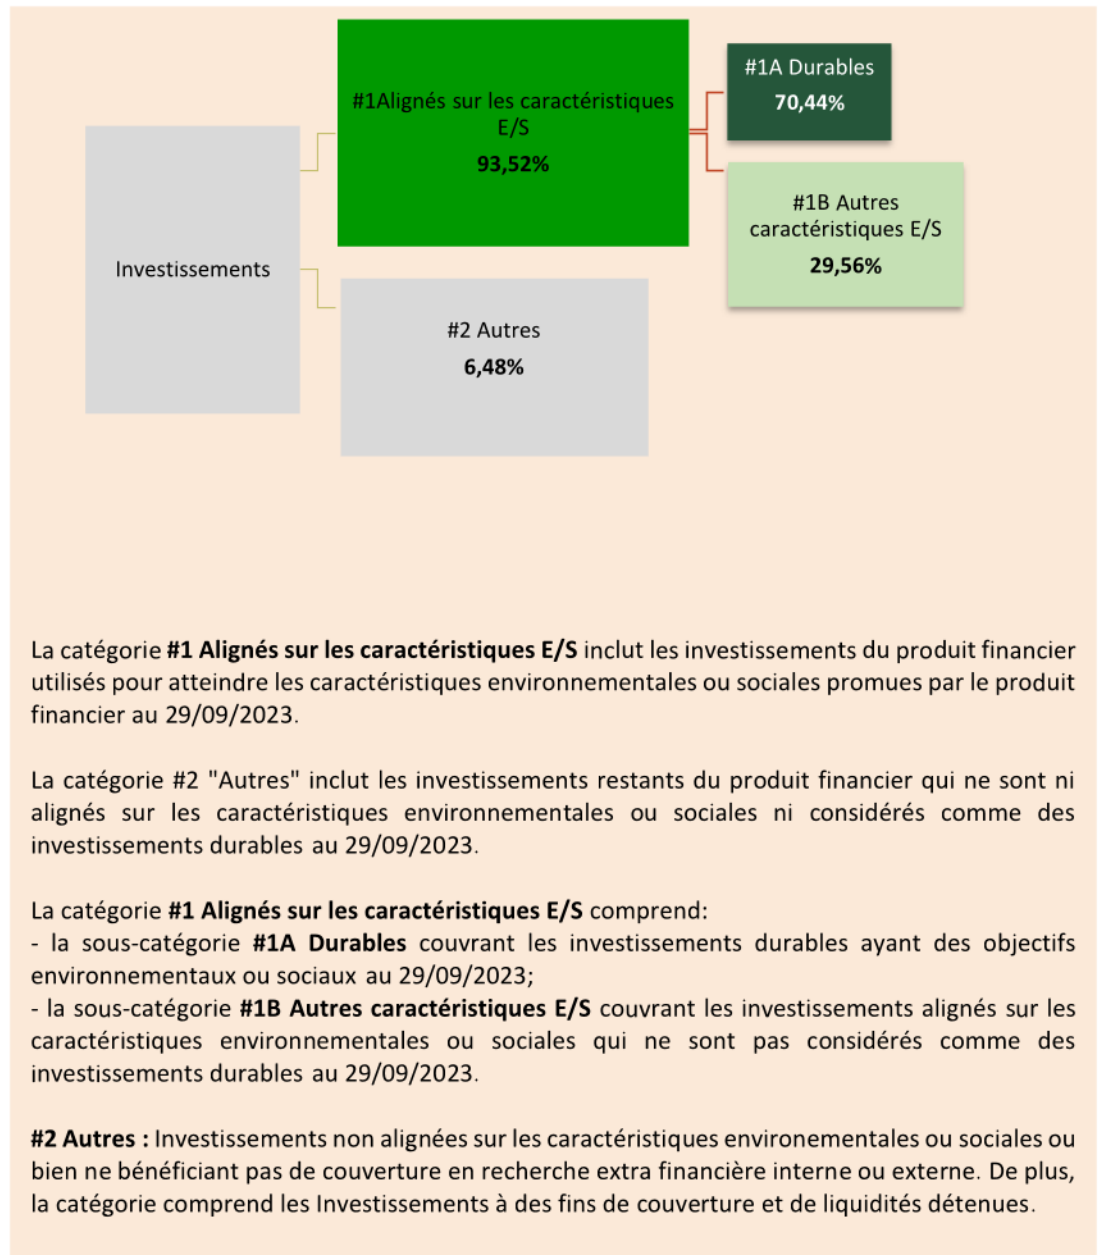 #1Alignés sur les caractéristiques
E/S
93,52%
#1A Durables
70,44%
#1B Autres
caractéristiques E/S
29,56%
Investissements
#2 Autres
6,48%
La catégorie #1 Alignés sur les caractéristiques E/S inclut les investissements du produit financier
utilisés pour atteindre les caractéristiques environnementales ou sociales promues par le produit
financier au 29/09/2023.
La catégorie #2 "Autres" inclut les investissements restants du produit financier qui ne sont ni
alignés sur les caractéristiques environnementales ou sociales ni considérés comme des
investissements durables au 29/09/2023.
La catégorie #1 Alignés sur les caractéristiques E/S comprend:
- la sous-catégorie #1A Durables couvrant les investissements durables ayant des objectifs
environnementaux ou sociaux au 29/09/2023;
- la sous-catégorie #1B Autres caractéristiques E/S couvrant les investissements alignés sur les
caractéristiques environnementales ou sociales qui ne sont pas considérés comme des
investissements durables au 29/09/2023.
#2 Autres : Investissements non alignées sur les caractéristiques environementales ou sociales ou
bien ne bénéficiant pas de couverture en recherche extra financière interne ou externe. De plus,
la catégorie comprend les Investissements à des fins de couverture et de liquidités détenues.